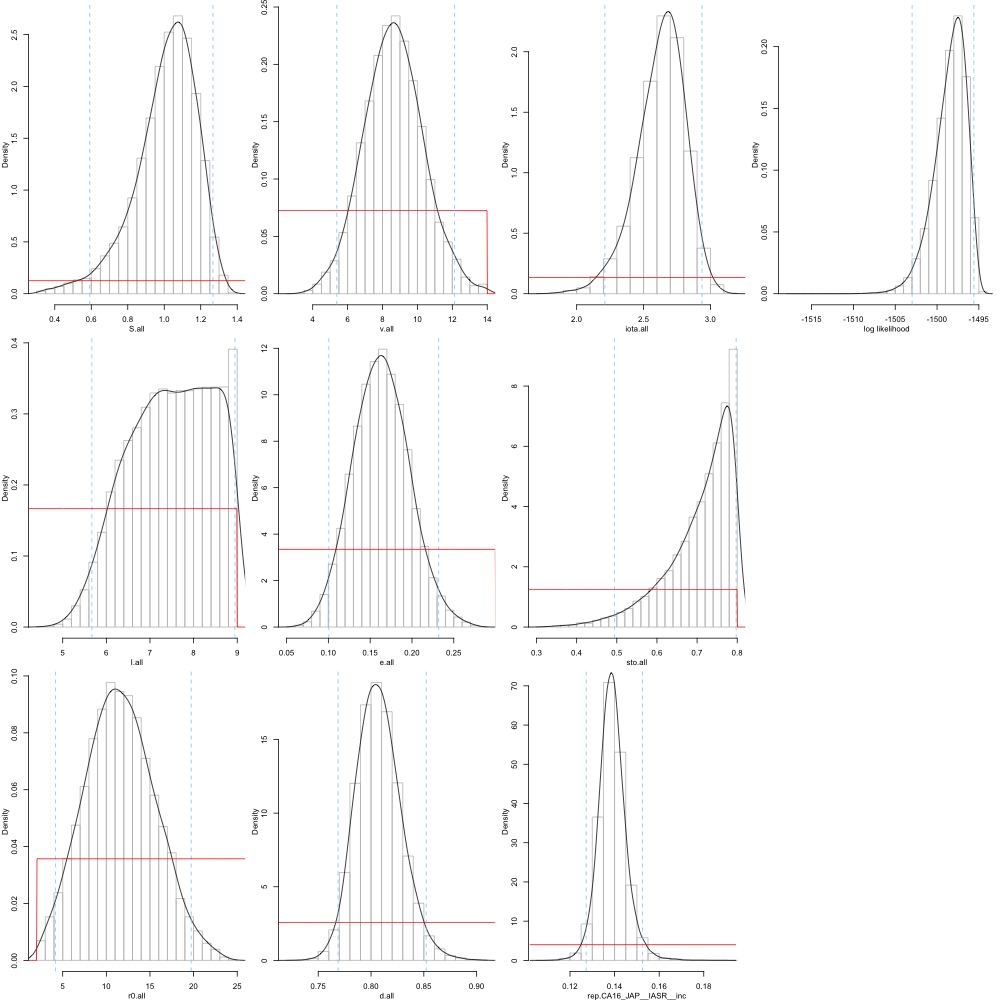 Density
0.0 0.5 1.0 1.5 2.0 2.5
0.4 0.6 0.8 1.0 1.2 1.4
S.all
Density
0.00 0.05 0.10 0.15 0.20 0.25
4 6 8 10 12 14
v.all
Density
0.0 0.5 1.0 1.5 2.0
2.0 2.5 3.0
iota.all
Density
0.00 0.05 0.10 0.15 0.20
-1515 -1510 -1505 -1500 -1495
log likelihood
Density
0.0 0.1 0.2 0.3 0.4
5 6 7 8 9
l.all
Density
0 2 4 6 8 10 12
0.05 0.10 0.15 0.20 0.25
e.all
Density
0 2 4 6 8
0.3 0.4 0.5 0.6 0.7 0.8
sto.all
Density
0.00 0.02 0.04 0.06 0.08 0.10
5 10 15 20 25
r0.all
Density
0 5 10 15
0.75 0.80 0.85 0.90
d.all
Density
0 10 20 30 40 50 60 70
0.12 0.14 0.16 0.18
rep.CA16_JAP__IASR__inc